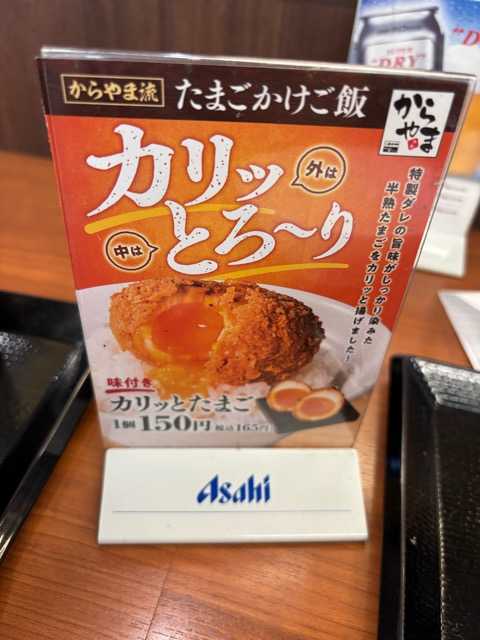 からやま流 たまごかけご飯
からやま
外は
カリッ
中は
とろ〜り
特製ダレの旨味がしっかり染みた
半熟たまごをカリッと揚げました！
味付き
カリッとたまご
1個 150円 税込165円
Asahi
"DRY"
"D